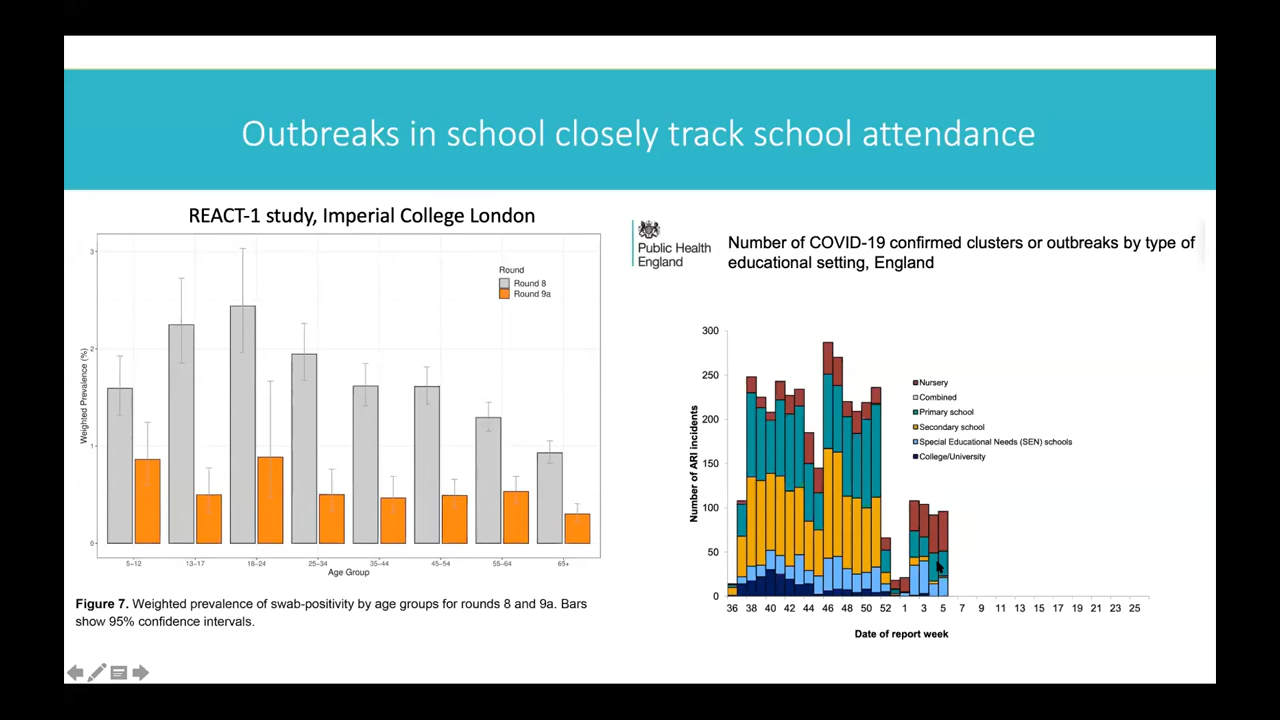 Outbreaks in school closely track school attendance
REACT-1 study, Imperial College London
3
2
1
0
Weighted Prevalence (%)
Round
Round 8
Round 9a
5–12 13–17 18–24 25–34 35–44 45–54 55–64 65+
Age Group
Figure 7. Weighted prevalence of swab-positivity by age groups for rounds 8 and 9a. Bars
show 95% confidence intervals.
Public Health
England
Number of COVID-19 confirmed clusters or outbreaks by type of
educational setting, England
300
250
200
150
100
50
0
Number of ARI incidents
Nursery
Combined
Primary school
Secondary school
Special Educational Needs (SEN) schools
College/University
36 38 40 42 44 46 48 50 52 1 3 5 7 9 11 13 15 17 19 21 23 25
Date of report week